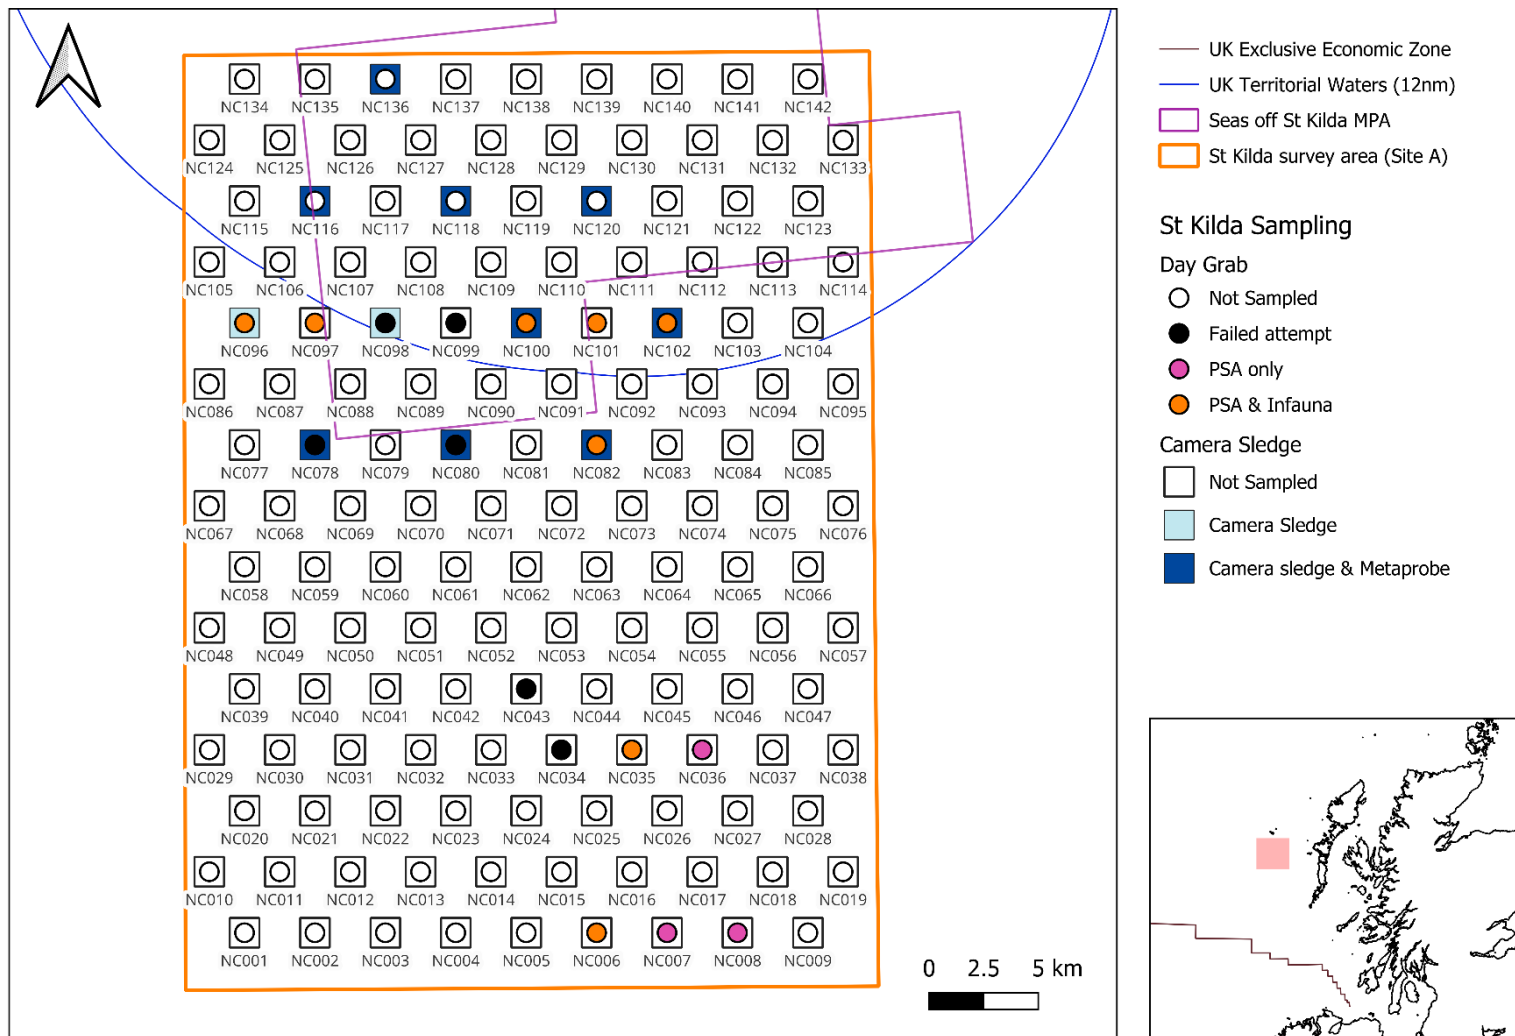 NC134 NC135 NC136 NC137 NC138 NC139 NC140 NC141 NC142
NC124 NC125 NC126 NC127 NC128 NC129 NC130 NC131 NC132 NC133
NC115 NC116 NC117 NC118 NC119 NC120 NC121 NC122 NC123
NC105 NC106 NC107 NC108 NC109 NC110 NC111 NC112 NC113 NC114
NC096 NC097 NC098 NC099 NC100 NC101 NC102 NC103 NC104
NC086 NC087 NC088 NC089 NC090 NC091 NC092 NC093 NC094 NC095
NC077 NC078 NC079 NC080 NC081 NC082 NC083 NC084 NC085
NC067 NC068 NC069 NC070 NC071 NC072 NC073 NC074 NC075 NC076
NC058 NC059 NC060 NC061 NC062 NC063 NC064 NC065 NC066
NC048 NC049 NC050 NC051 NC052 NC053 NC054 NC055 NC056 NC057
NC039 NC040 NC041 NC042 NC043 NC044 NC045 NC046 NC047
NC029 NC030 NC031 NC032 NC033 NC034 NC035 NC036 NC037 NC038
NC020 NC021 NC022 NC023 NC024 NC025 NC026 NC027 NC028
NC010 NC011 NC012 NC013 NC014 NC015 NC016 NC017 NC018 NC019
NC001 NC002 NC003 NC004 NC005 NC006 NC007 NC008 NC009
0 2.5 5 km
UK Exclusive Economic Zone
UK Territorial Waters (12nm)
Seas off St Kilda MPA
St Kilda survey area (Site A)
St Kilda Sampling
Day Grab
Not Sampled
Failed attempt
PSA only
PSA & Infauna
Camera Sledge
Not Sampled
Camera Sledge
Camera sledge & Metaprobe